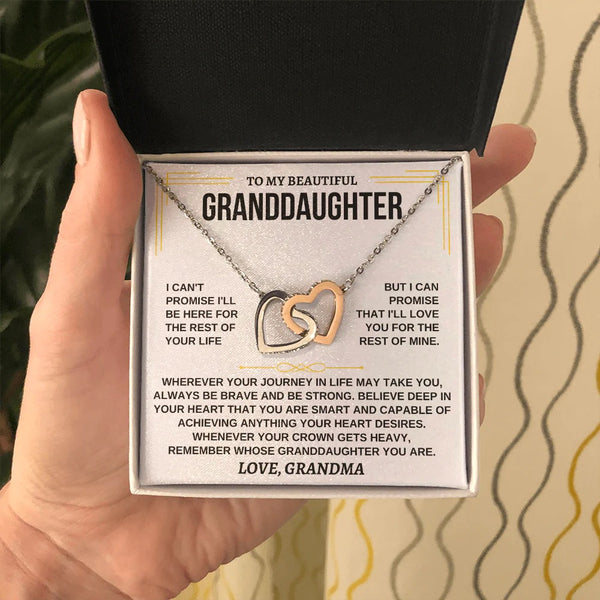 TO MY BEAUTIFUL
GRANDDAUGHTER
I CAN'T
PROMISE I'LL
BE HERE FOR
THE REST OF
YOUR LIFE
BUT I CAN
PROMISE
THAT I'LL LOVE
YOU FOR THE
REST OF MINE.
WHEREVER YOUR JOURNEY IN LIFE MAY TAKE YOU,
ALWAYS BE BRAVE AND BE STRONG. BELIEVE DEEP IN
YOUR HEART THAT YOU ARE SMART AND CAPABLE OF
ACHIEVING ANYTHING YOUR HEART DESIRES.
WHENEVER YOUR CROWN GETS HEAVY,
REMEMBER WHOSE GRANDDAUGHTER YOU ARE.
LOVE, GRANDMA